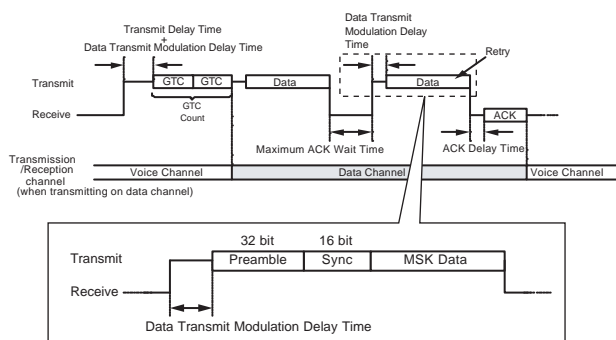 Transmit Delay Time
+
Data Transmit Modulation Delay Time
Data Transmit
Modulation Delay
Time
Retry
Transmit
GTC GTC Data Data
GTC
Count
Receive
ACK
Maximum ACK Wait Time
ACK Delay Time
Transmission
/Reception
channel
(when transmitting on data channel)
Voice Channel Data Channel Voice Channel
32 bit 16 bit
Transmit Preamble Sync MSK Data
Receive
Data Transmit Modulation Delay Time